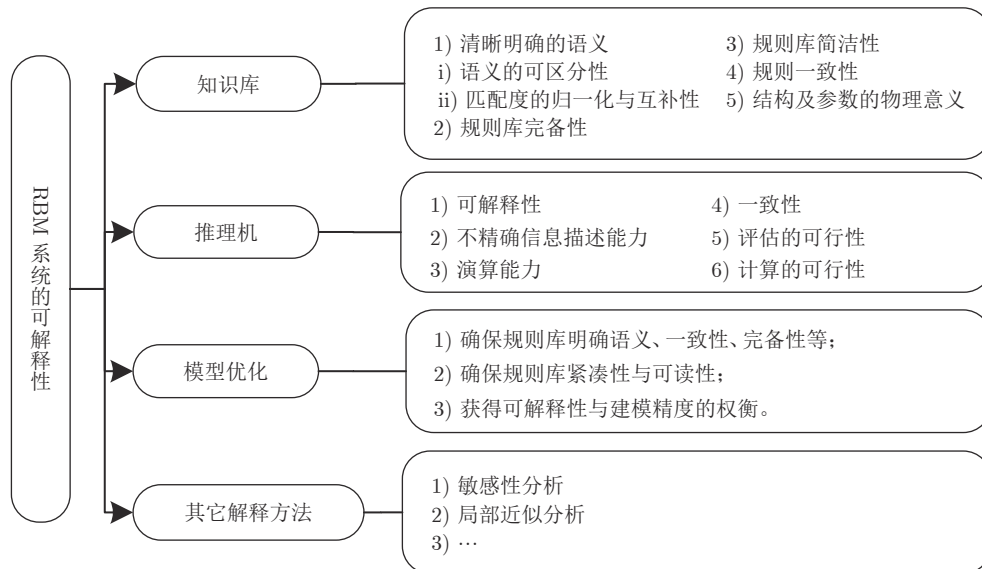 RBM 系统的可解释性
知识库
1) 清晰明确的语义
i) 语义的可区分性
ii) 匹配度的归一化与互补性
2) 规则库完备性
3) 规则库简洁性
4) 规则一致性
5) 结构及参数的物理意义
推理机
1) 可解释性
2) 不精确信息描述能力
3) 演算能力
4) 一致性
5) 评估的可行性
6) 计算的可行性
模型优化
1) 确保规则库明确语义、一致性、完备性等;
2) 确保规则库紧凑性与可读性;
3) 获得可解释性与建模精度的权衡。
其它解释方法
1) 敏感性分析
2) 局部近似分析
3) …